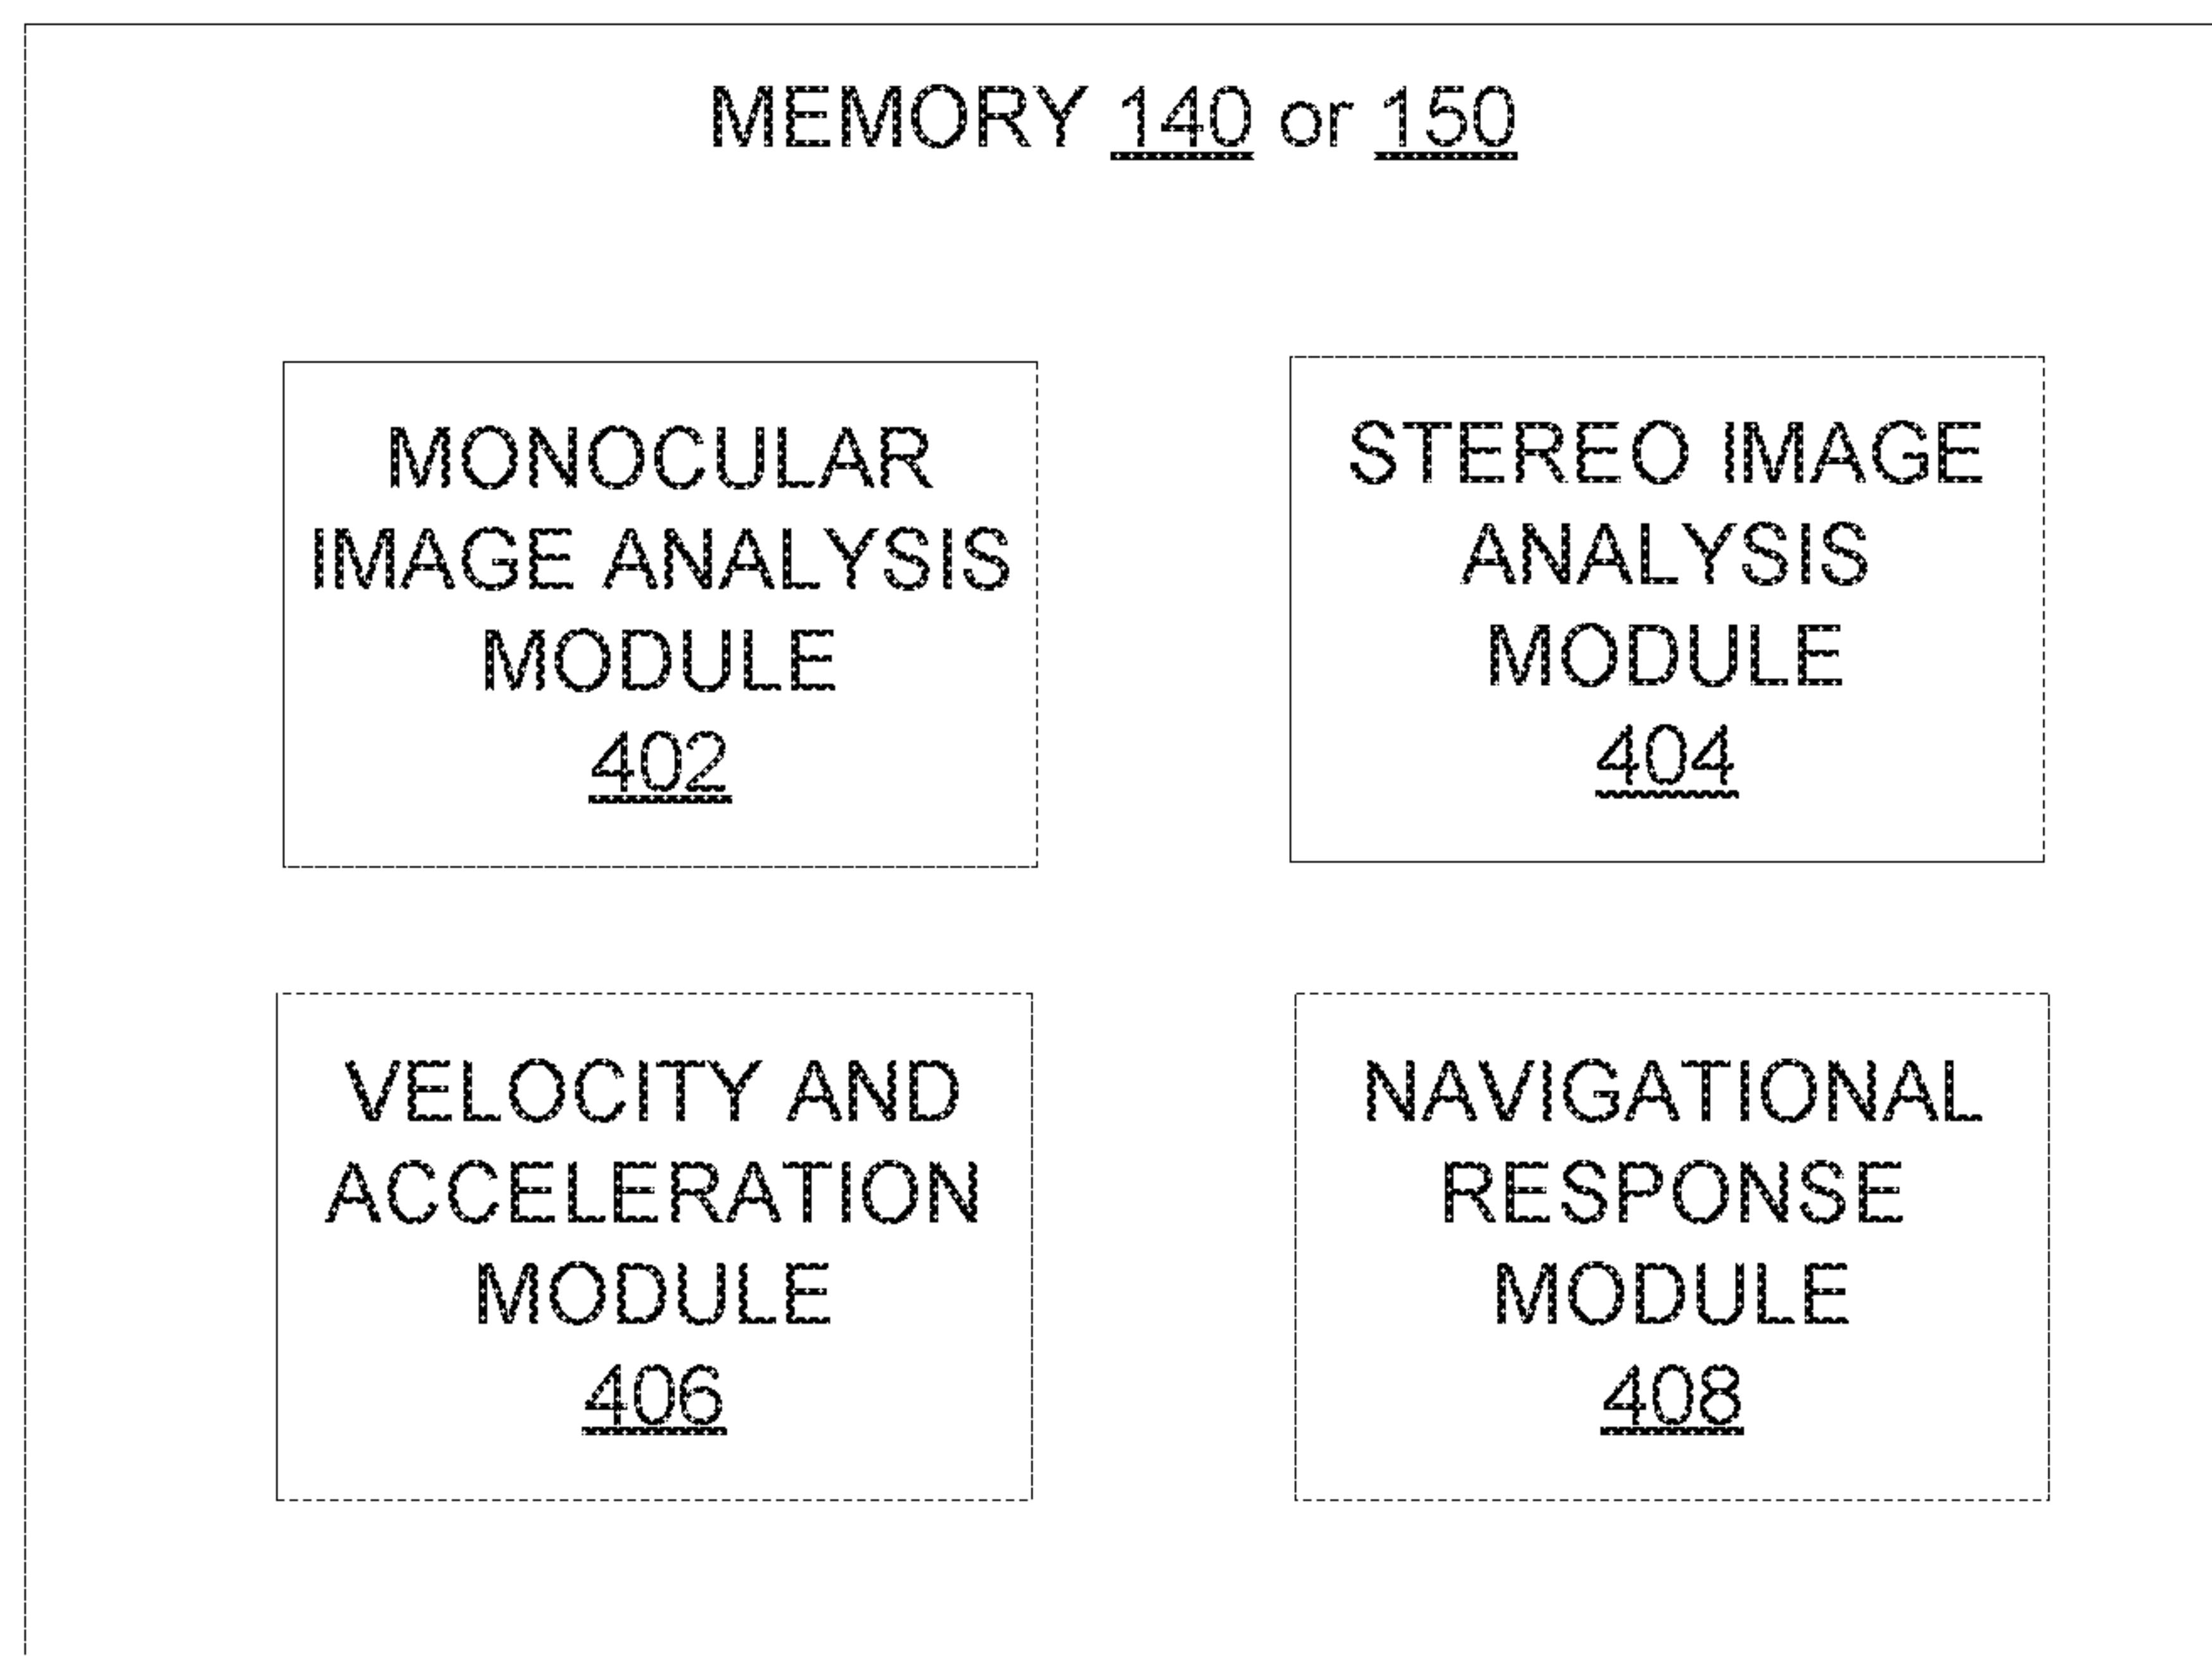 MEMORY 140 or 150
MONOCULAR
IMAGE ANALYSIS
MODULE
402
STEREO IMAGE
ANALYSIS
MODULE
404
VELOCITY AND
ACCELERATION
MODULE
406
NAVIGATIONAL
RESPONSE
MODULE
408